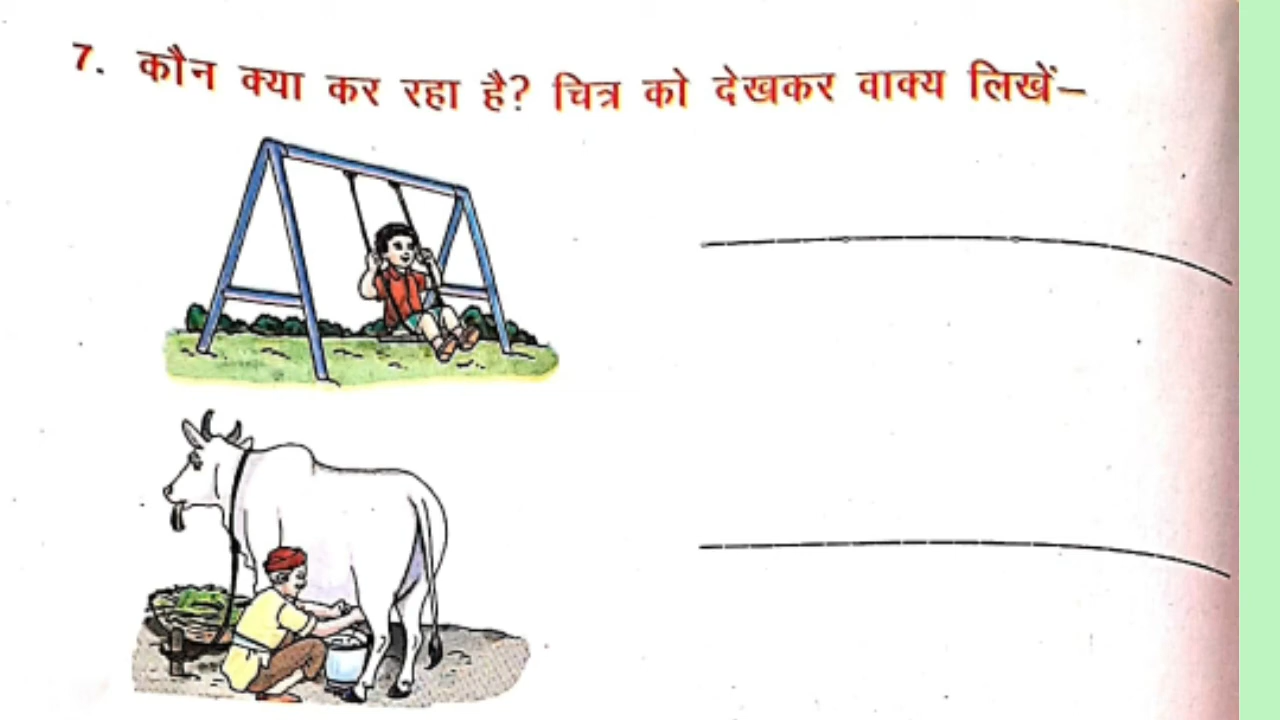 7. कौन क्या कर रहा है? चित्र को देखकर वाक्य लिखें–